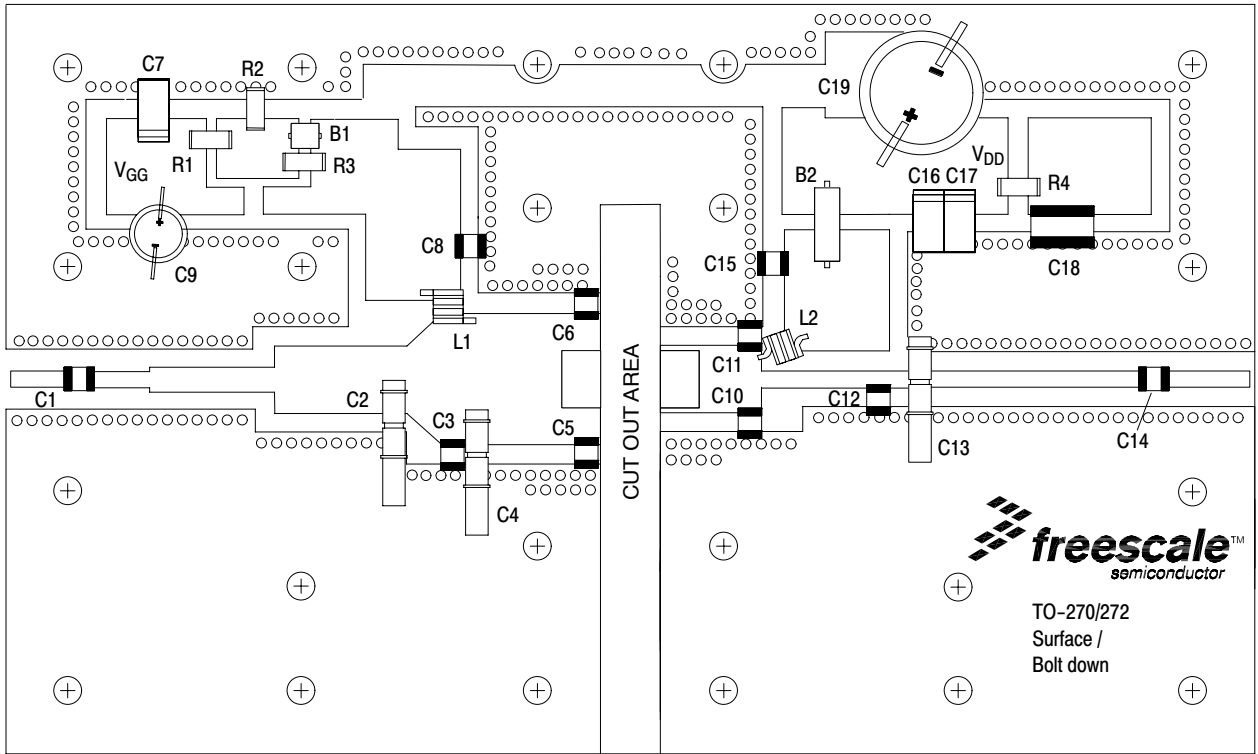 C7
R2
C19
B1
R1
R3
VGG
VDD
C16 C17
R4
B2
C8
C9
C15
C18
L2
C6
L1
C11
C1
C2
C3
C5
C10
C12
C13
C14
C4
CUT OUT AREA
freescale™
semiconductor
TO-270/272
Surface /
Bolt down